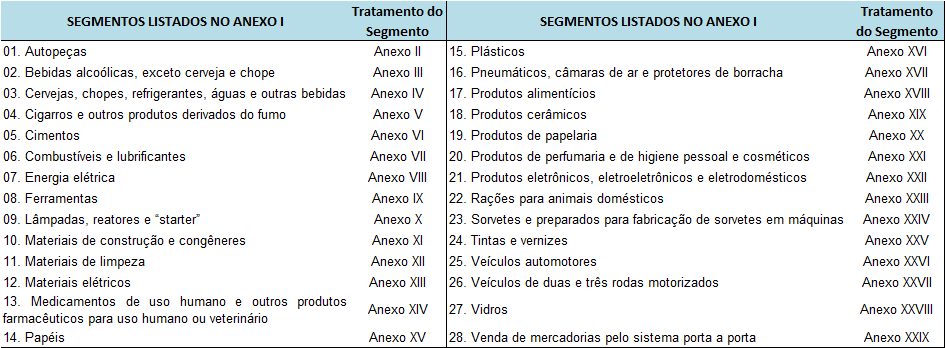 SEGMENTOS LISTADOS NO ANEXO I
Tratamento do
Segmento
01. Autopeças Anexo II
02. Bebidas alcoólicas, exceto cerveja e chope Anexo III
03. Cervejas, chopes, refrigerantes, águas e outras bebidas Anexo IV
04. Cigarros e outros produtos derivados do fumo Anexo V
05. Cimentos Anexo VI
06. Combustíveis e lubrificantes Anexo VII
07. Energia elétrica Anexo VIII
08. Ferramentas Anexo IX
09. Lâmpadas, reatores e “starter” Anexo X
10. Materiais de construção e congêneres Anexo XI
11. Materiais de limpeza Anexo XII
12. Materiais elétricos Anexo XIII
13. Medicamentos de uso humano e outros produtos
farmacêuticos para uso humano ou veterinário Anexo XIV
14. Papéis Anexo XV
SEGMENTOS LISTADOS NO ANEXO I
Tratamento
do Segmento
15. Plásticos Anexo XVI
16. Pneumáticos, câmaras de ar e protetores de borracha Anexo XVII
17. Produtos alimentícios Anexo XVIII
18. Produtos cerâmicos Anexo XIX
19. Produtos de papelaria Anexo XX
20. Produtos de perfumaria e de higiene pessoal e cosméticos Anexo XXI
21. Produtos eletrônicos, eletroeletrônicos e eletrodomésticos Anexo XXII
22. Rações para animais domésticos Anexo XXIII
23. Sorvetes e preparados para fabricação de sorvetes em máquinas Anexo XXIV
24. Tintas e vernizes Anexo XXV
25. Veículos automotores Anexo XXVI
26. Veículos de duas e três rodas motorizados Anexo XXVII
27. Vidros Anexo XXVIII
28. Venda de mercadorias pelo sistema porta a porta Anexo XXIX